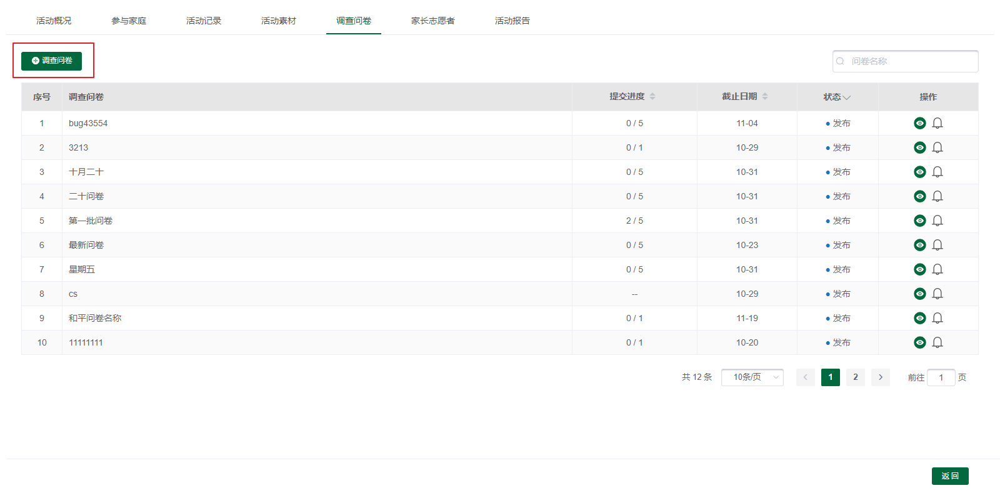 活动概况 参与家庭 活动记录 活动素材 调查问卷 家长志愿者 活动报告
调查问卷 问卷名称
序号 调查问卷 提交进度 截止日期 状态 操作
1 bug43554 0 / 5 11-04 发布
2 3213 0 / 1 10-29 发布
3 十月二十 0 / 5 10-31 发布
4 二十问卷 0 / 5 10-31 发布
5 第一批问卷 2 / 5 10-31 发布
6 最新问卷 0 / 5 10-23 发布
7 星期五 0 / 5 10-31 发布
8 cs -- 10-29 发布
9 和平问卷名称 0 / 1 11-19 发布
10 11111111 0 / 1 10-20 发布
共 12 条 10条/页 1 2 前往 1 页
返回